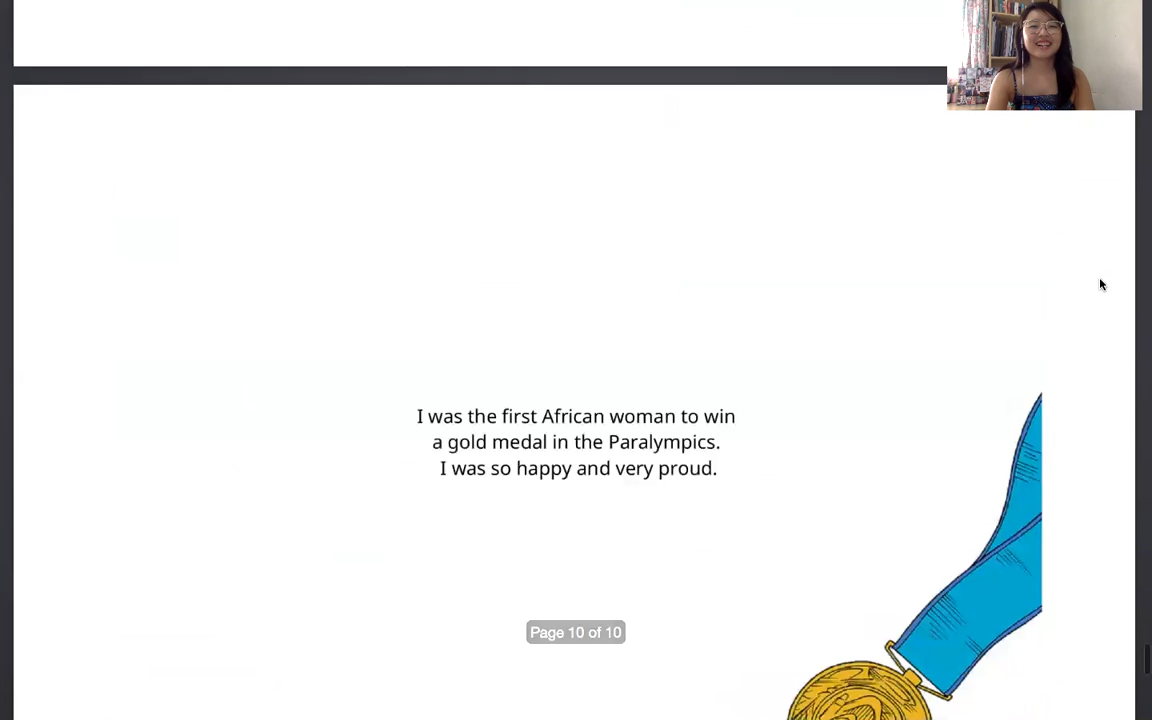 I was the first African woman to win
a gold medal in the Paralympics.
I was so happy and very proud.
Page 10 of 10